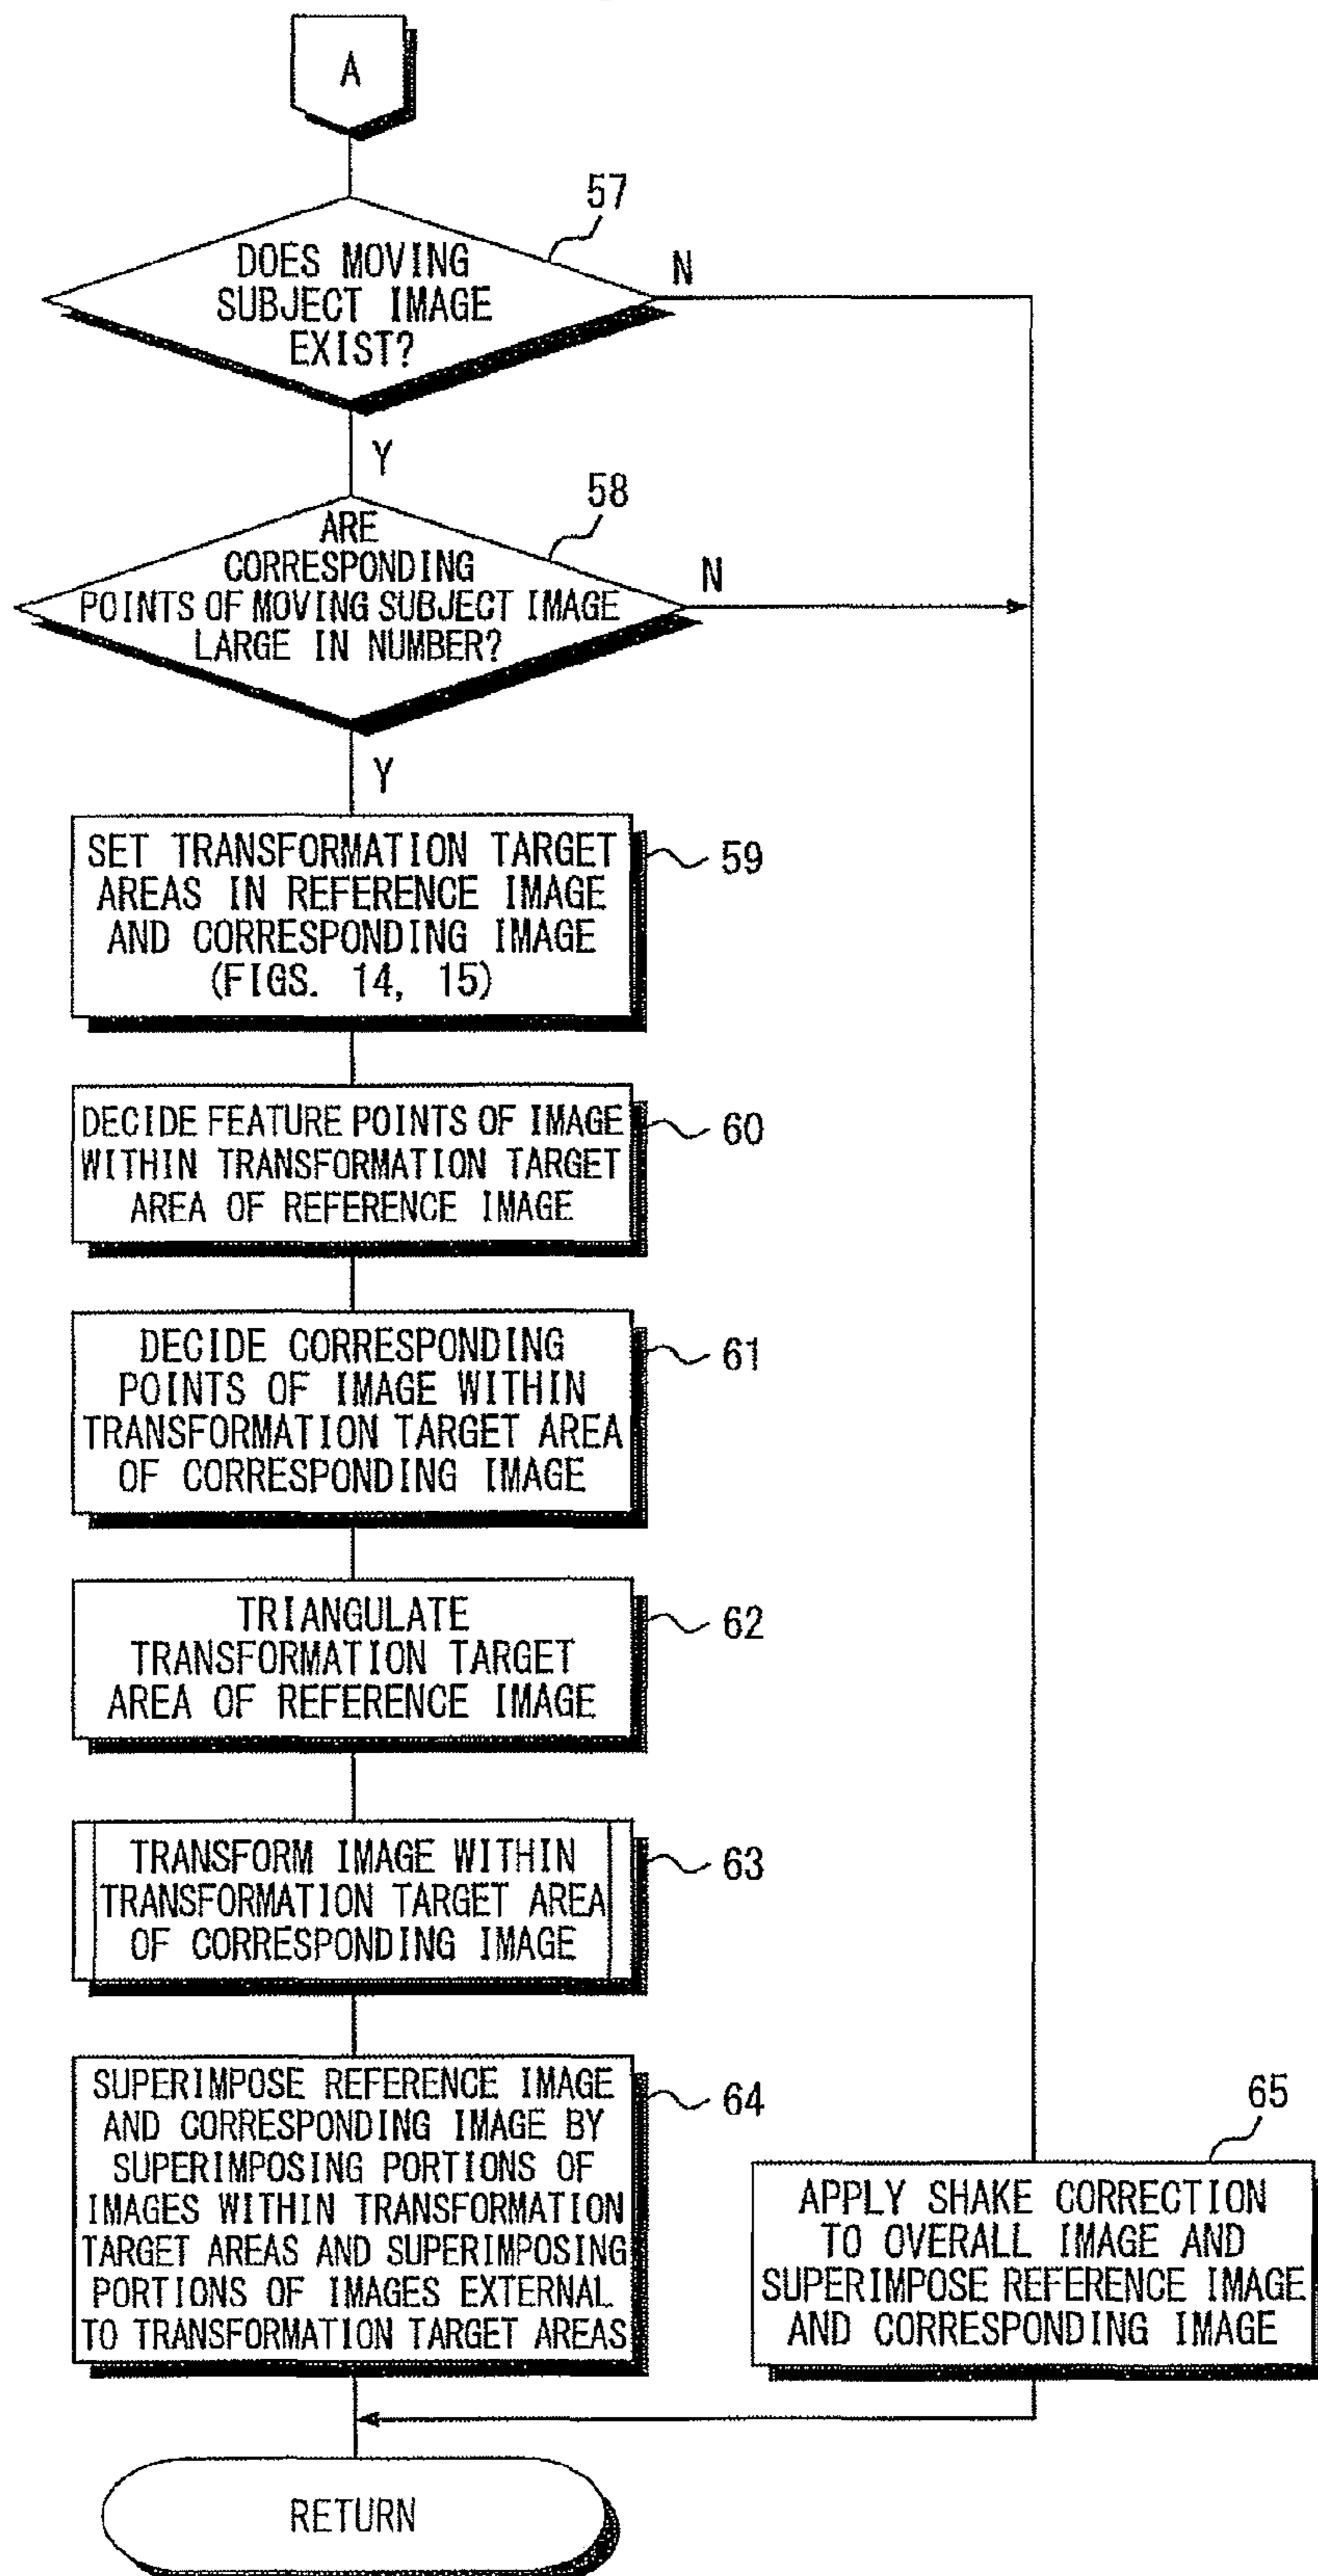 A
57
DOES MOVING
SUBJECT IMAGE
EXIST?
N
Y
58
ARE
CORRESPONDING
POINTS OF MOVING SUBJECT IMAGE
LARGE IN NUMBER?
N
Y
SET TRANSFORMATION TARGET
AREAS IN REFERENCE IMAGE
AND CORRESPONDING IMAGE
(FIGS. 14, 15)
59
DECIDE FEATURE POINTS OF IMAGE
WITHIN TRANSFORMATION TARGET
AREA OF REFERENCE IMAGE
60
DECIDE CORRESPONDING
POINTS OF IMAGE WITHIN
TRANSFORMATION TARGET AREA
OF CORRESPONDING IMAGE
61
TRIANGULATE
TRANSFORMATION TARGET
AREA OF REFERENCE IMAGE
62
TRANSFORM IMAGE WITHIN
TRANSFORMATION TARGET AREA
OF CORRESPONDING IMAGE
63
SUPERIMPOSE REFERENCE IMAGE
AND CORRESPONDING IMAGE BY
SUPERIMPOSING PORTIONS OF
IMAGES WITHIN TRANSFORMATION
TARGET AREAS AND SUPERIMPOSING
PORTIONS OF IMAGES EXTERNAL
TO TRANSFORMATION TARGET AREAS
64
65
APPLY SHAKE CORRECTION
TO OVERALL IMAGE AND
SUPERIMPOSE REFERENCE IMAGE
AND CORRESPONDING IMAGE
RETURN